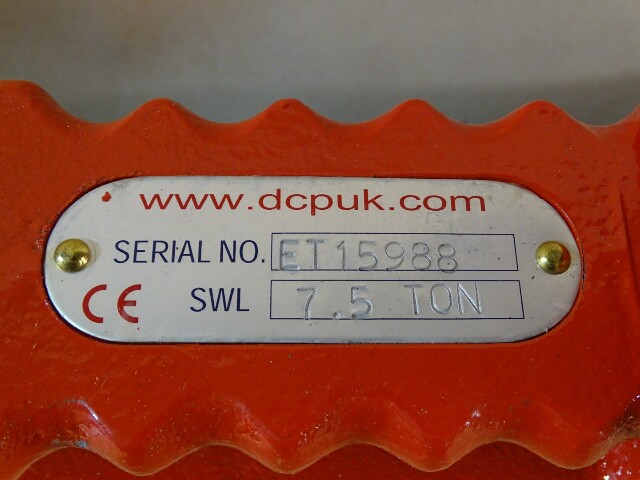 www.dcpuk.com
SERIAL NO. ET15988
CE SWL 7.5 TON